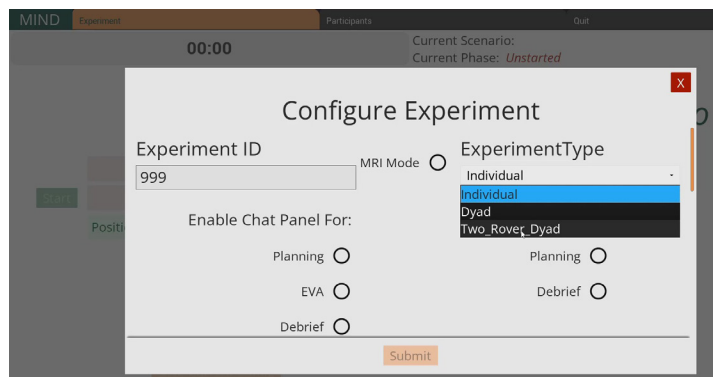 MIND Experiment Participants Quit
00:00
Current Scenario:
Current Phase: Unstarted
X
Configure Experiment
Experiment ID
MRI Mode
ExperimentType
999
Individual
Individual
Dyad
Two_Rover_Dyad
Start
Positi
Enable Chat Panel For:
Planning
Planning
EVA
Debrief
Debrief
Submit